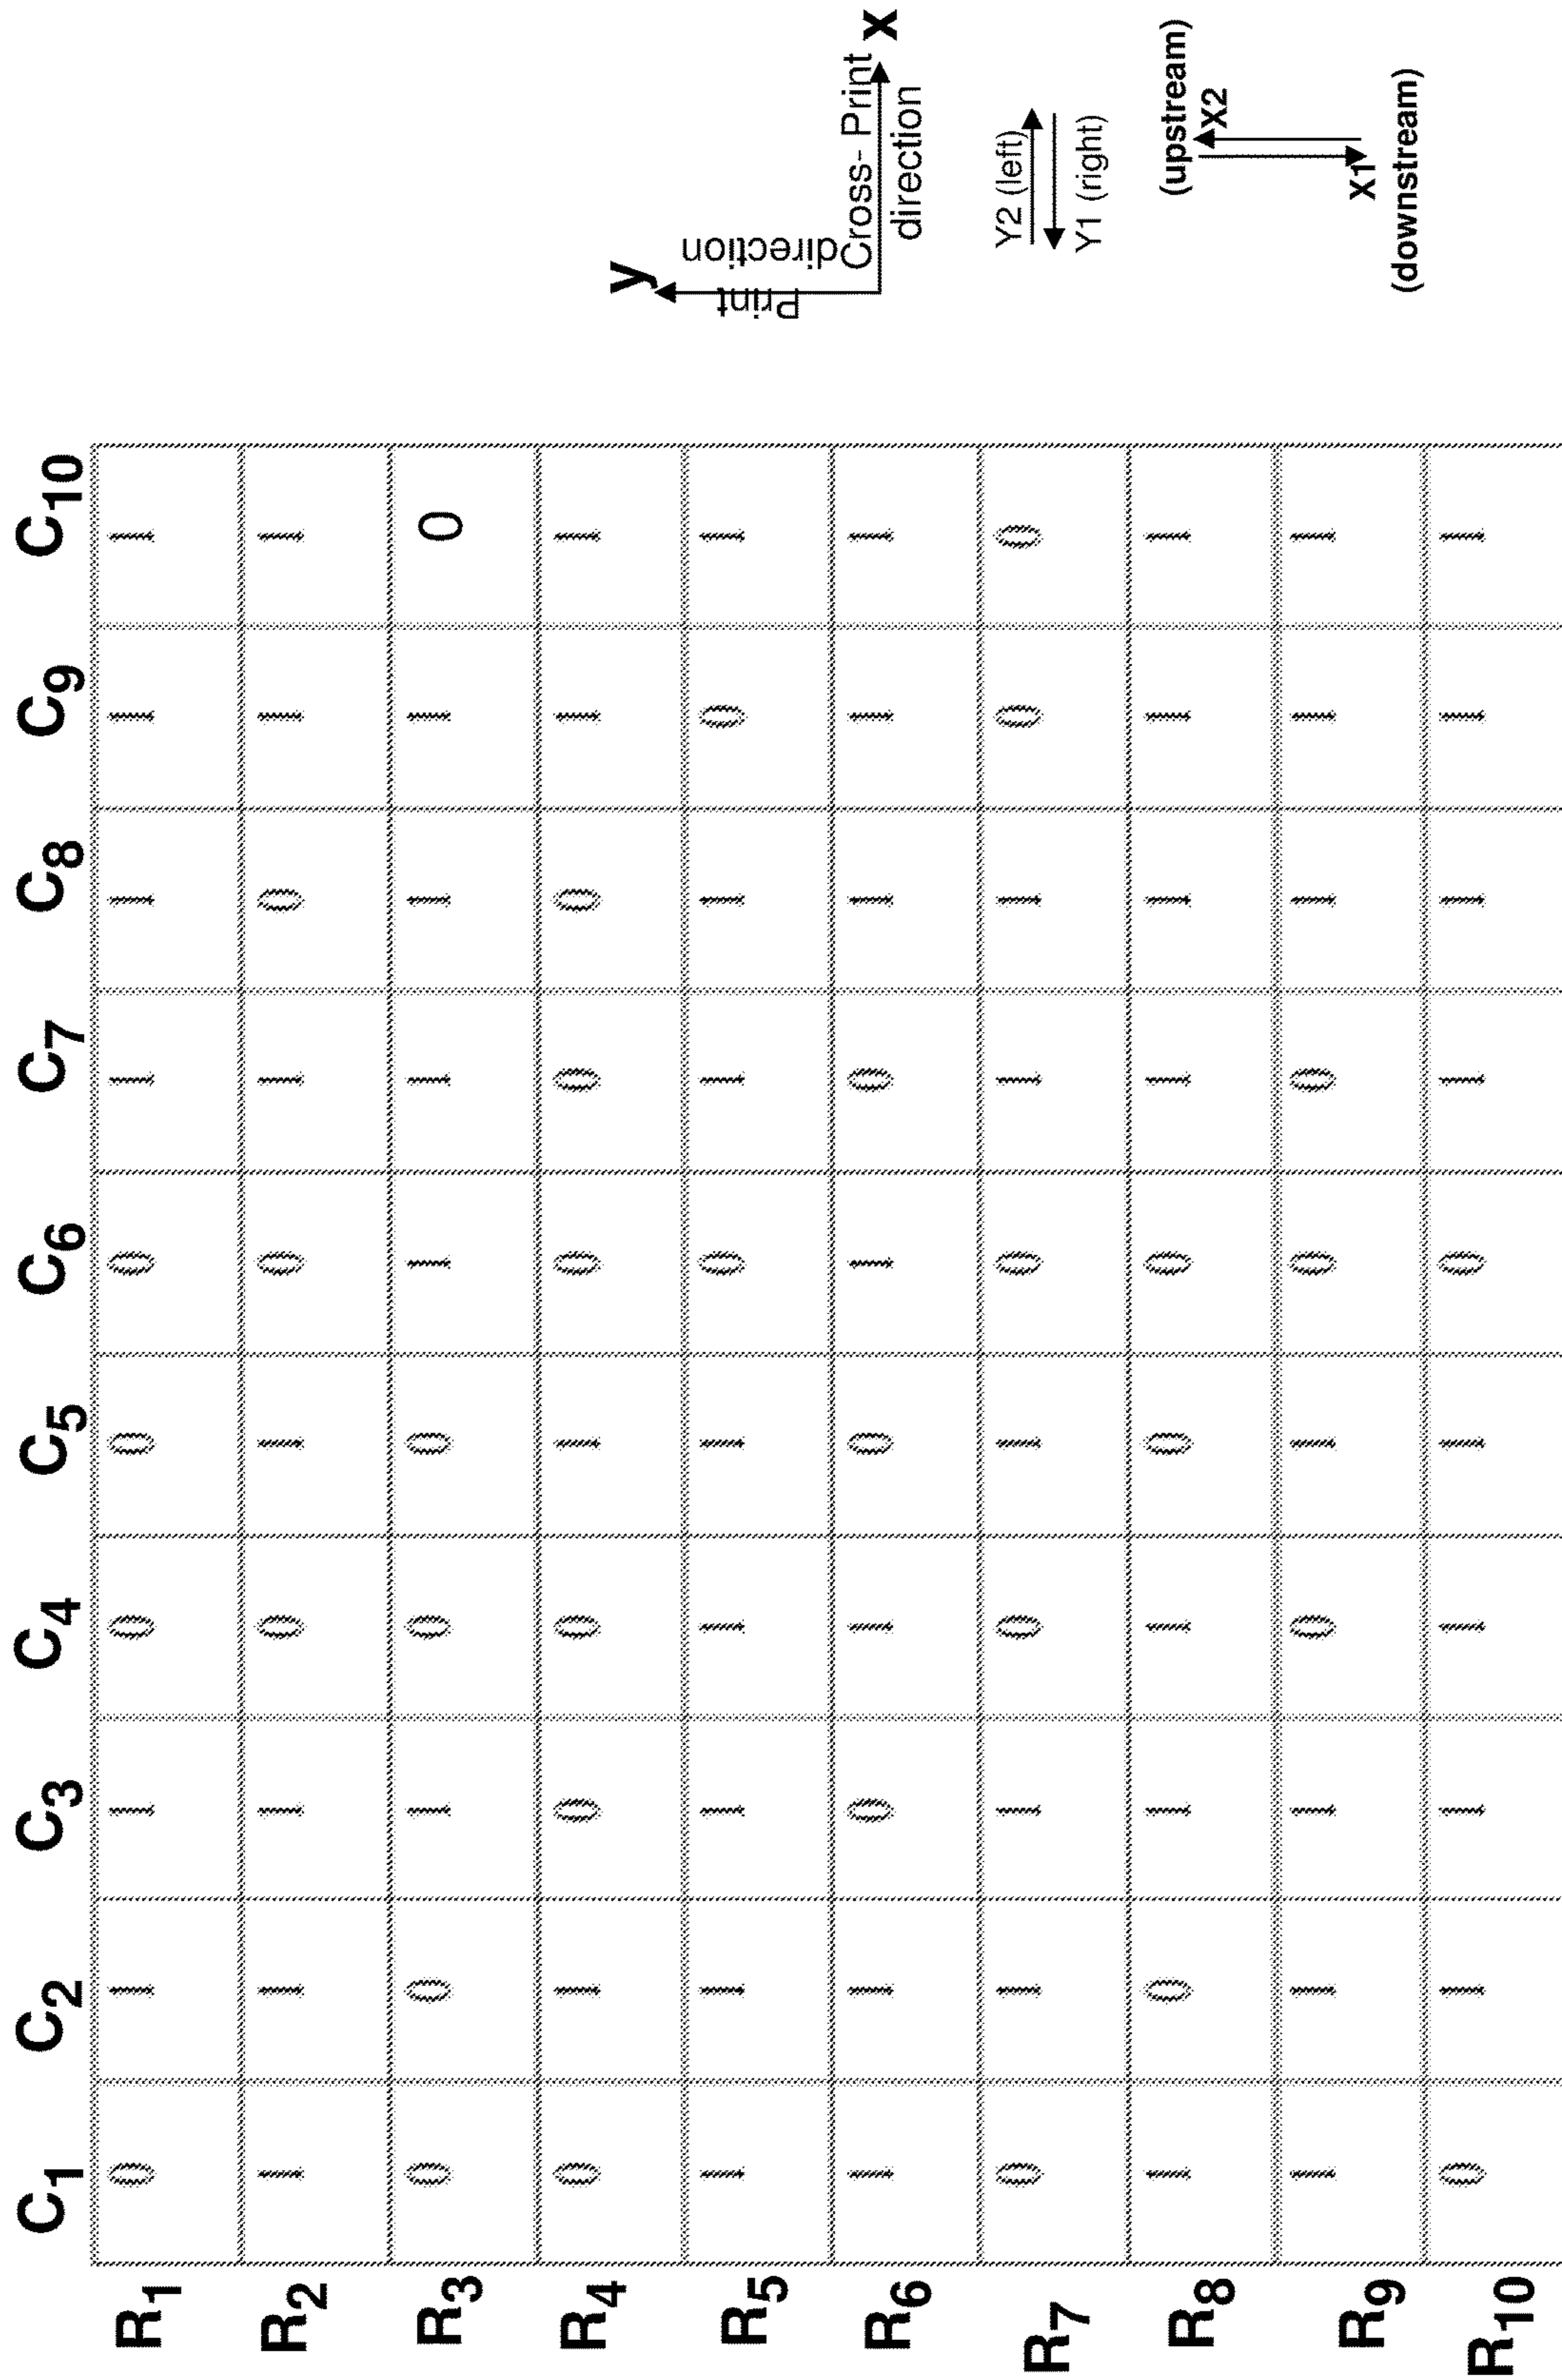 C1 C2 C3 C4 C5 C6 C7 C8 C9 C10
R1 0 1 1 0 0 0 1 1 1 1
R2 1 1 1 0 1 0 1 0 1 1
R3 0 0 1 0 0 1 1 1 1 0
R4 0 1 0 0 1 0 0 0 1 1
R5 1 1 1 1 1 0 1 1 0 1
R6 1 1 0 1 0 1 0 1 1 1
R7 0 1 1 0 1 0 1 1 0 0
R8 1 0 1 1 0 0 1 1 1 1
R9 1 1 1 0 1 0 0 1 1 1
R10 0 1 1 1 1 0 1 1 1 1
y
Print
direction
Cross- Print
direction
x
Y2 (left)
Y1 (right)
(upstream)
X2
X1
(downstream)